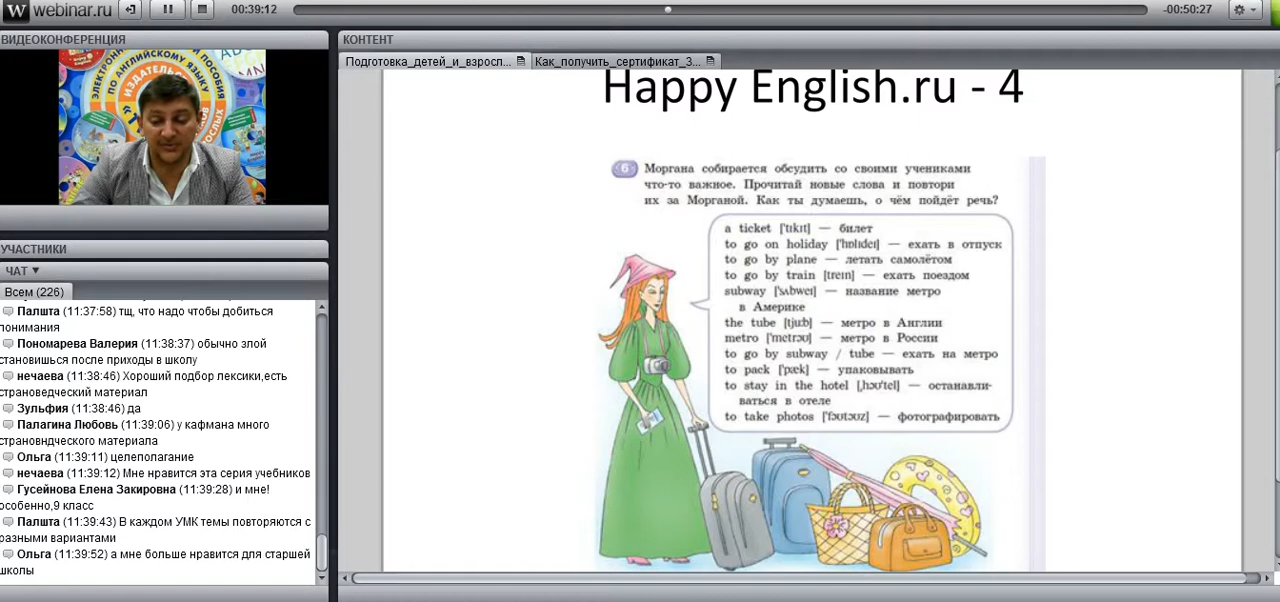 webinar.ru
00:39:12
-00:50:27
ВИДЕОКОНФЕРЕНЦИЯ
ЭЛЕКТРОННЫЕ ПОСОБИЯ
ПО АНГЛИЙСКОМУ ЯЗЫКУ
УЧАСТНИКИ
ЧАТ
Всем (226)
Палшта (11:37:58) тщ, что надо чтобы добиться
понимания
Пономарева Валерия (11:38:37) обычно злой
становишься после приходы в школу
нечаева (11:38:46) Хороший подбор лексики,есть
страноведческий материал
Зульфия (11:38:46) да
Палагина Любовь (11:39:06) у кафмана много
страновндческого материала
Ольга (11:39:11) целеполагание
нечаева (11:39:12) Мне нравится эта серия учебников
Гусейнова Елена Закировна (11:39:28) и мне!
особенно,9 класс
Палшта (11:39:43) В каждом УМК темы повторяются с
разными вариантами
Ольга (11:39:52) а мне больше нравится для старшей
школы
КОНТЕНТ
Подготовка_детей_и_взросл...
Как_получить_сертификат_З...
Happy English.ru - 4
6
Моргана собирается обсудить со своими учениками
что-то важное. Прочитай новые слова и повтори
их за Морганой. Как ты думаешь, о чём пойдёт речь?
a ticket ['tɪkɪt] — билет
to go on holiday ['hɒlɪdeɪ] — ехать в отпуск
to go by plane — летать самолётом
to go by train [treɪn] — ехать поездом
subway ['sʌbweɪ] — название метро
в Америке
the tube [tju:b] — метро в Англии
metro ['metrəʊ] — метро в России
to go by subway / tube — ехать на метро
to pack ['pæk] — упаковывать
to stay in the hotel [ˌhəʊ'tel] — останавли-
ваться в отеле
to take photos ['fəʊtəʊz] — фотографировать